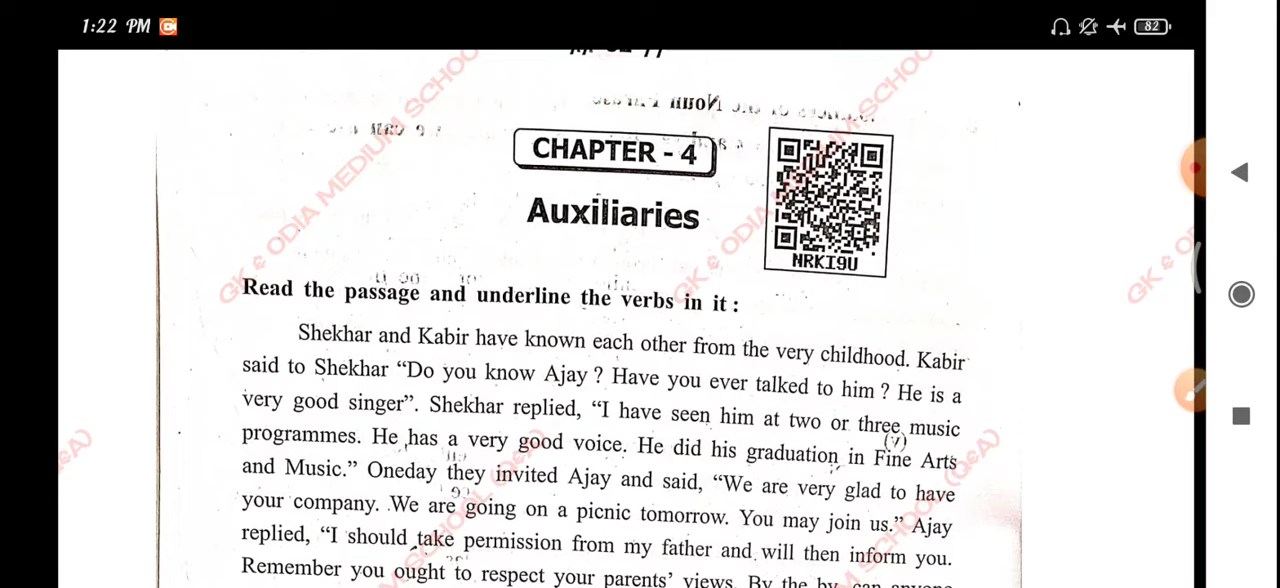 1:22 PM
82
CHAPTER - 4
Auxiliaries
NRKI9U
Read the passage and underline the verbs in it :
Shekhar and Kabir have known each other from the very childhood. Kabir
said to Shekhar “Do you know Ajay ? Have you ever talked to him ? He is a
very good singer”. Shekhar replied, “I have seen him at two or three music
programmes. He has a very good voice. He did his graduation in Fine Arts
and Music.” Oneday they invited Ajay and said, “We are very glad to have
your company. We are going on a picnic tomorrow. You may join us.” Ajay
replied, “I should take permission from my father and will then inform you.
Remember you ought to respect your parents’ views. By the by, can anyone
GK & ODIA MEDIUM SCHOOL (Q&A)